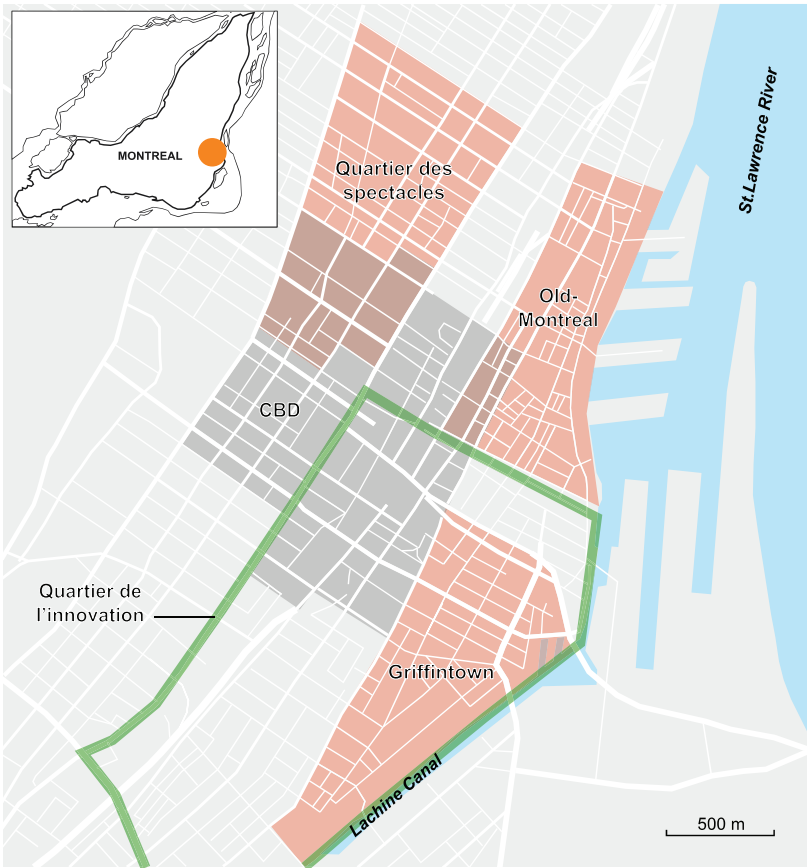 MONTREAL
St.Lawrence River
Quartier des
spectacles
Old-
Montreal
CBD
Quartier de
l'innovation
Griffintown
Lachine Canal
500 m